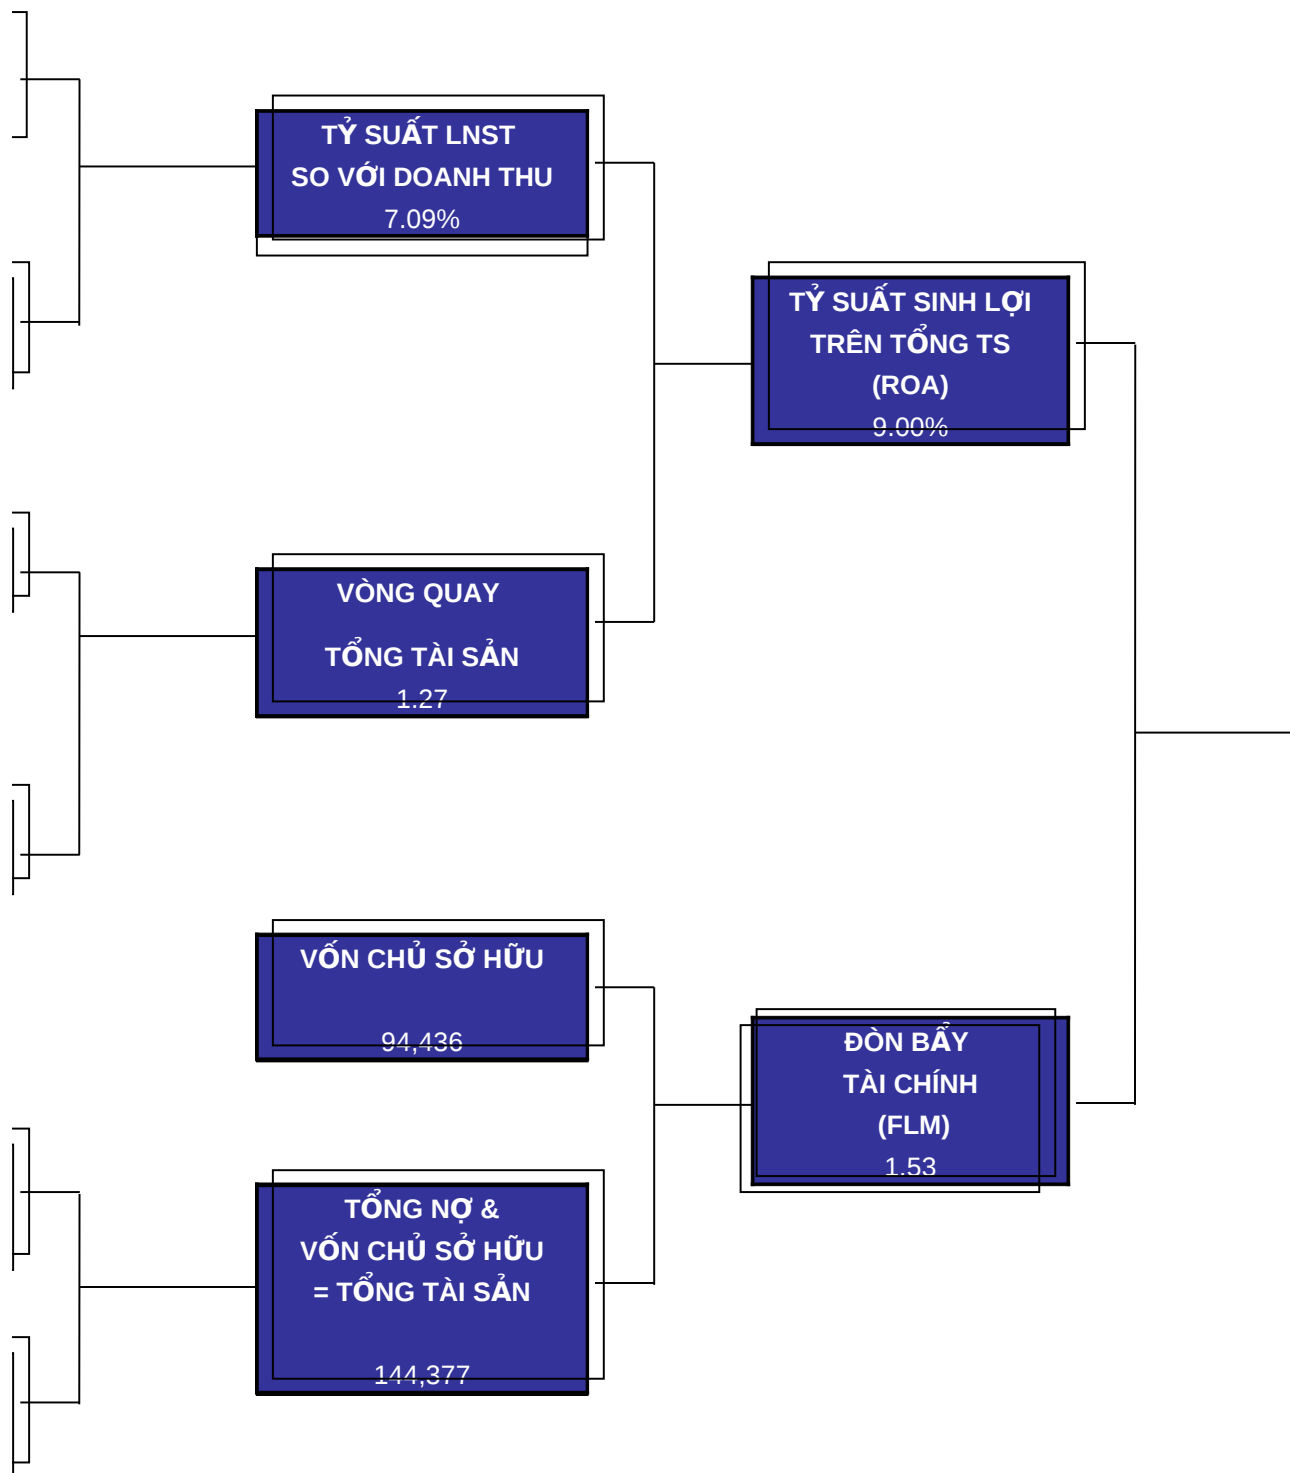 TỶ SUẤT LNST
SO VỚI DOANH THU
7.09%
TỶ SUẤT SINH LỢI
TRÊN TỔNG TS
(ROA)
9.00%
VÒNG QUAY
TỔNG TÀI SẢN
1.27
VỐN CHỦ SỞ HỮU
94,436
ĐÒN BẨY
TÀI CHÍNH
(FLM)
1.53
TỔNG NỢ &
VỐN CHỦ SỞ HỮU
= TỔNG TÀI SẢN
144,377